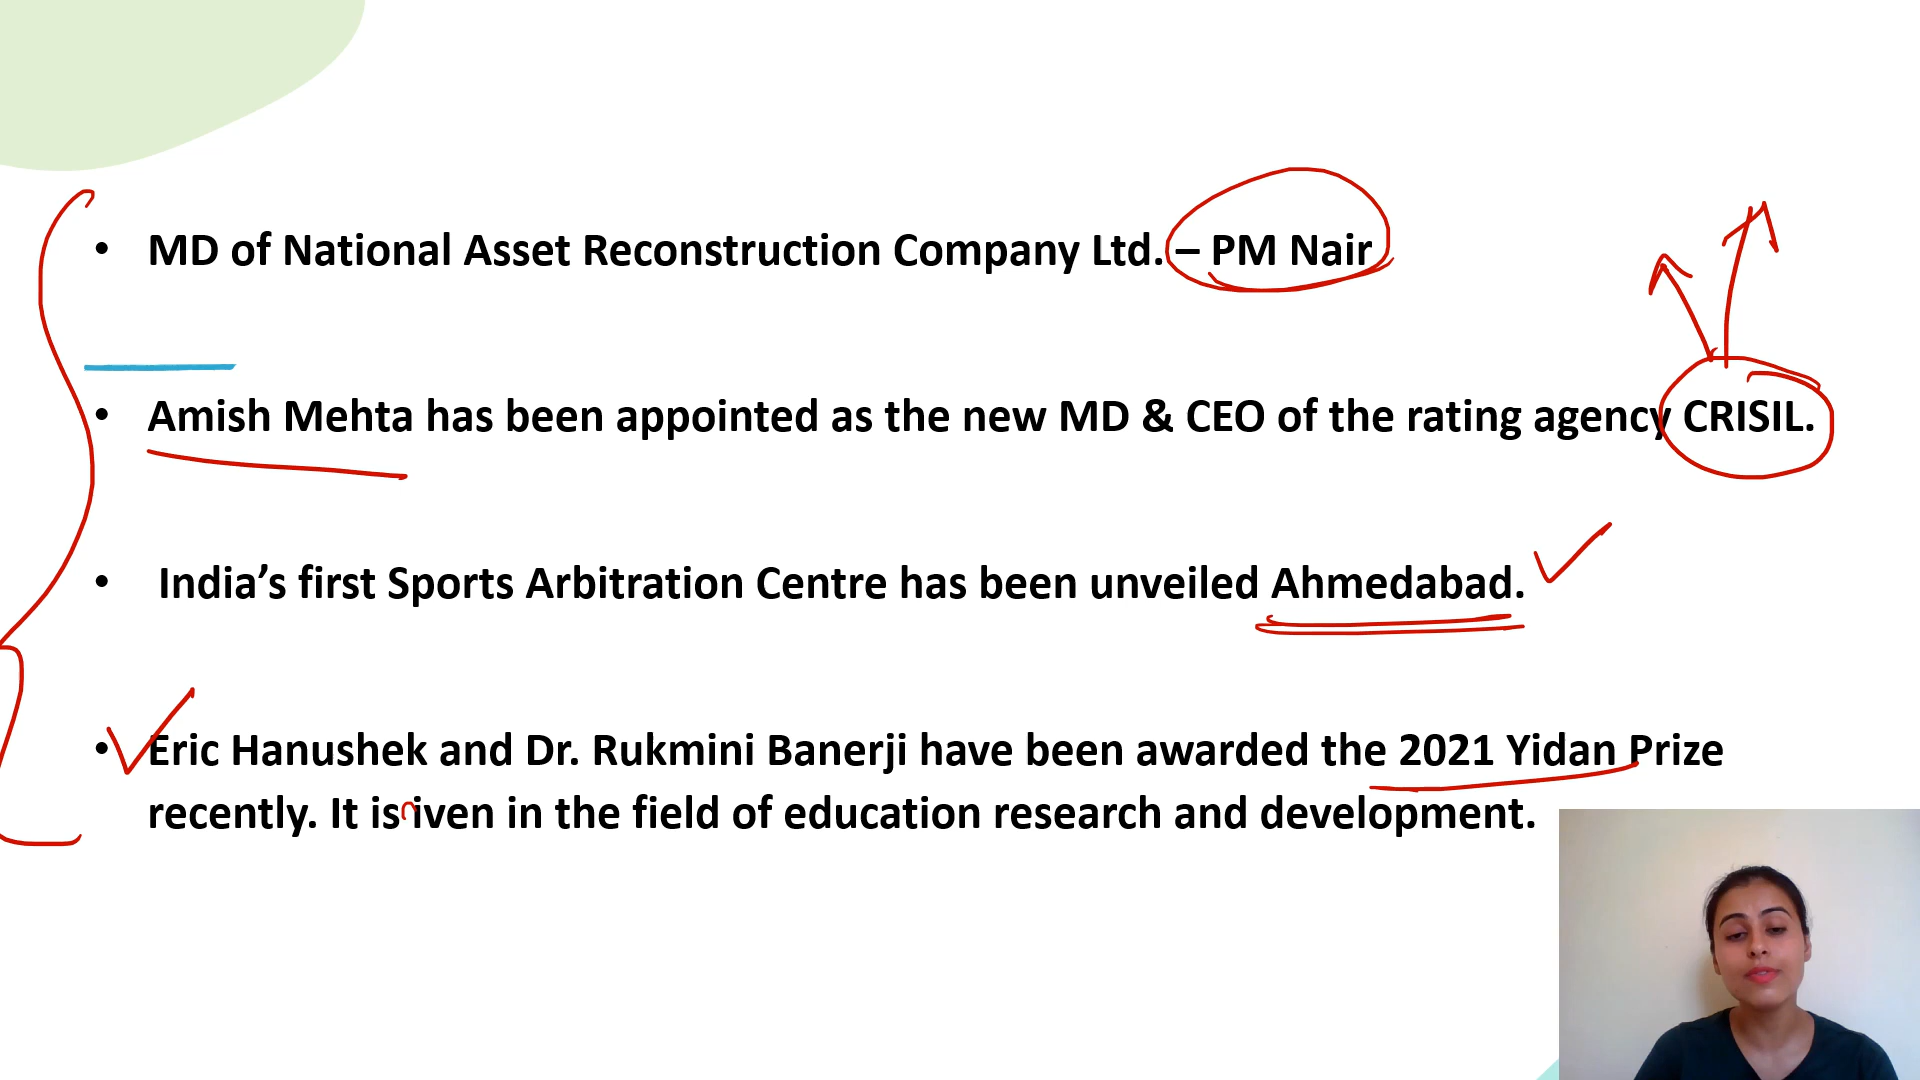 • MD of National Asset Reconstruction Company Ltd. – PM Nair
• Amish Mehta has been appointed as the new MD & CEO of the rating agency CRISIL.
• India’s first Sports Arbitration Centre has been unveiled Ahmedabad.
• Eric Hanushek and Dr. Rukmini Banerji have been awarded the 2021 Yidan Prize
recently. It is iven in the field of education research and development.